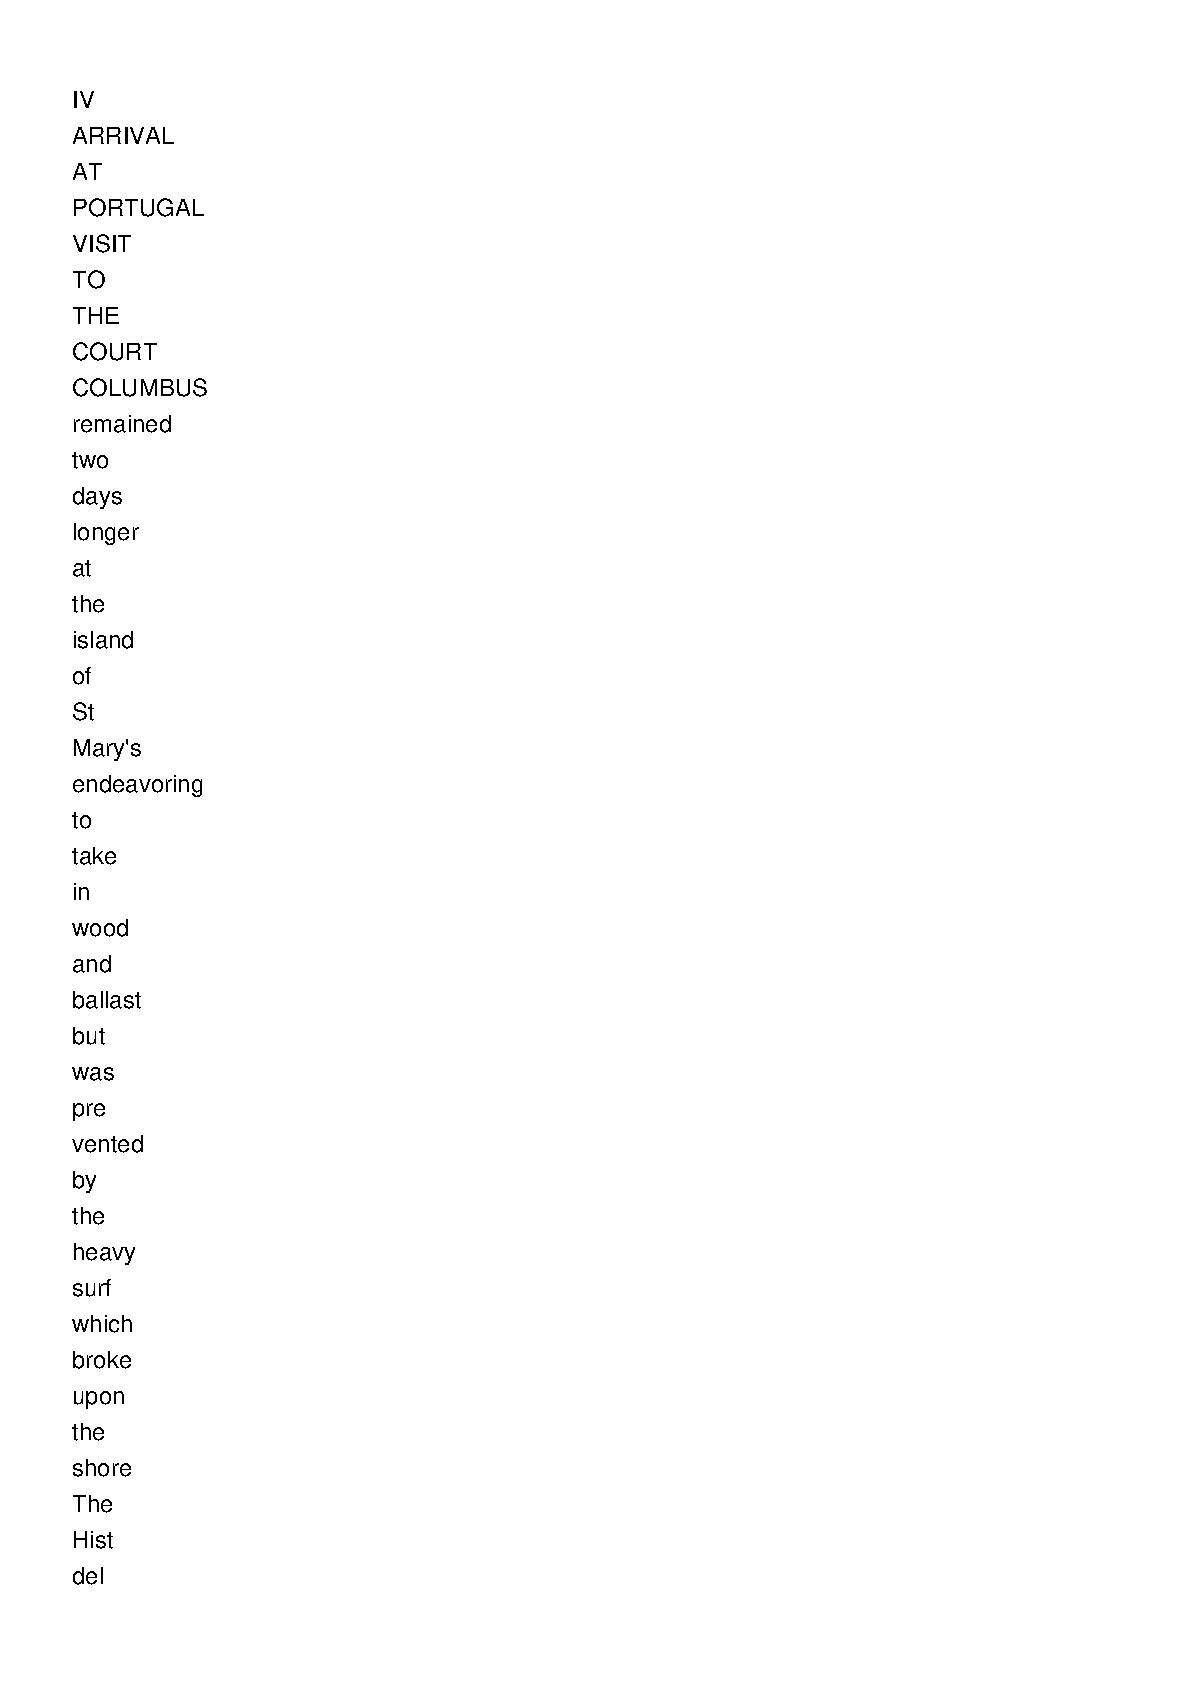 IV
ARRIVAL
AT
PORTUGAL
VISIT
TO
THE
COURT
COLUMBUS
remained
two
days
longer
at
the
island
of
St
Mary's
endeavoring
to
take
in
wood
and
ballast
but
was
pre
vented
by
the
heavy
surf
which
broke
upon
the
shore
The
Hist
del